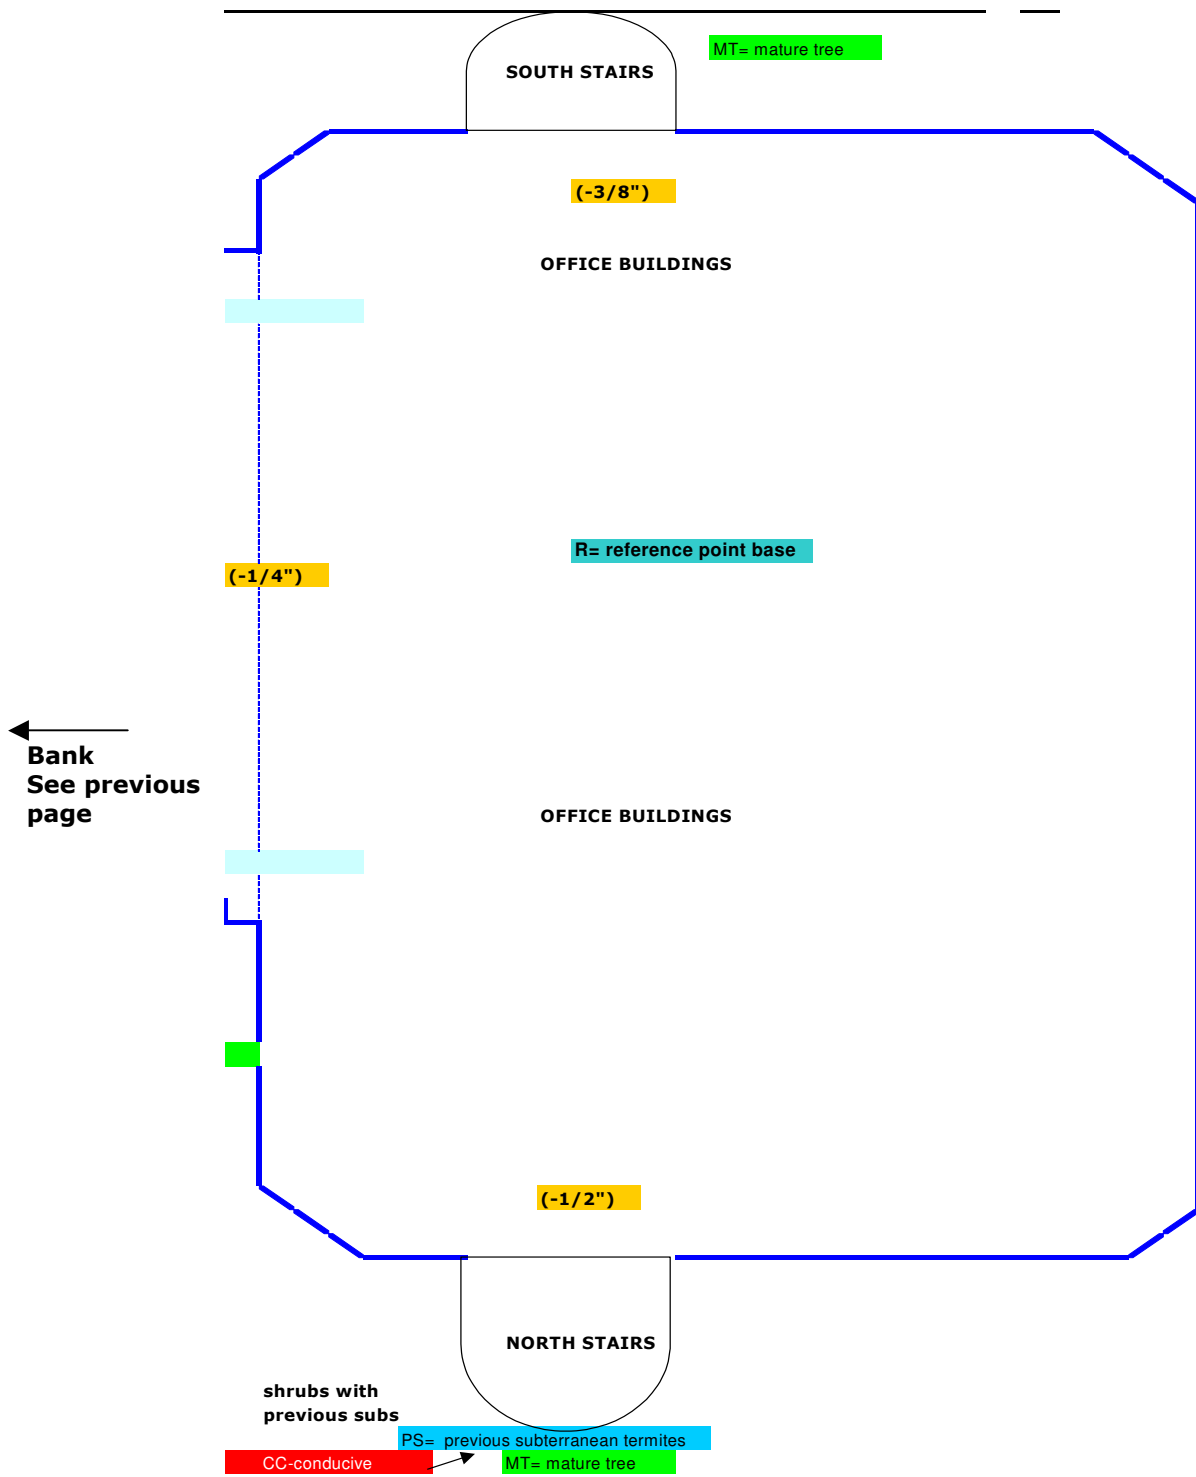 MT= mature tree
SOUTH STAIRS
(-3/8")
OFFICE BUILDINGS
R= reference point base
(-1/4")
Bank
See previous
page
OFFICE BUILDINGS
(-1/2")
NORTH STAIRS
shrubs with
previous subs
PS=  previous subterranean termites
CC-conducive
MT= mature tree